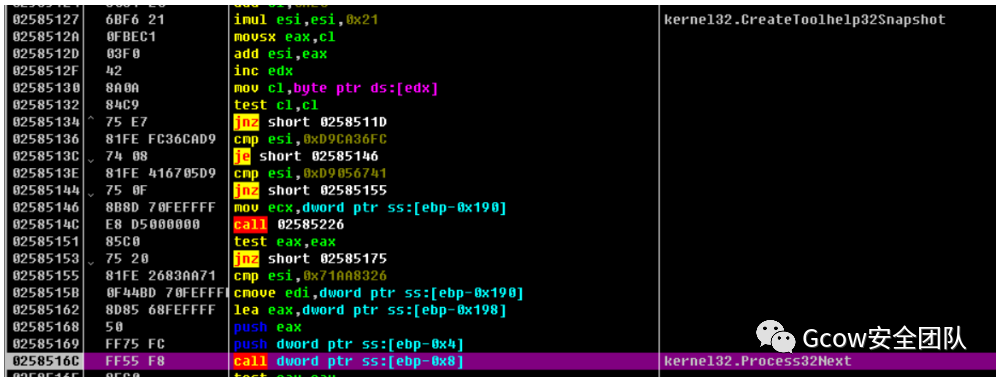 02585127 6BF6 21 imul esi,esi,0x21 kernel32.CreateToolhelp32Snapshot
0258512A 0FBEC1 movsx eax,cl
0258512D 03F0 add esi,eax
0258512F 42 inc edx
02585130 8A0A mov cl,byte ptr ds:[edx]
02585132 84C9 test cl,cl
02585134 ^ 75 E7 jnz short 0258511D
02585136 81FE FC36CAD9 cmp esi,0xD9CA36FC
0258513C ⌄ 74 08 je short 02585146
0258513E 81FE 416705D9 cmp esi,0xD9056741
02585144 ⌄ 75 0F jnz short 02585155
02585146 8B8D 70FEFFFF mov ecx,dword ptr ss:[ebp-0x190]
0258514C E8 D5000000 call 02585226
02585151 85C0 test eax,eax
02585153 ⌄ 75 20 jnz short 02585175
02585155 81FE 2683AA71 cmp esi,0x71AA8326
0258515B 0F44BD 70FEFFFI cmove edi,dword ptr ss:[ebp-0x190]
02585162 8D85 68FEFFFF lea eax,dword ptr ss:[ebp-0x198]
02585168 50 push eax
02585169 FF75 FC push dword ptr ss:[ebp-0x4]
0258516C FF55 F8 call dword ptr ss:[ebp-0x8] kernel32.Process32Next
Gcow安全团队